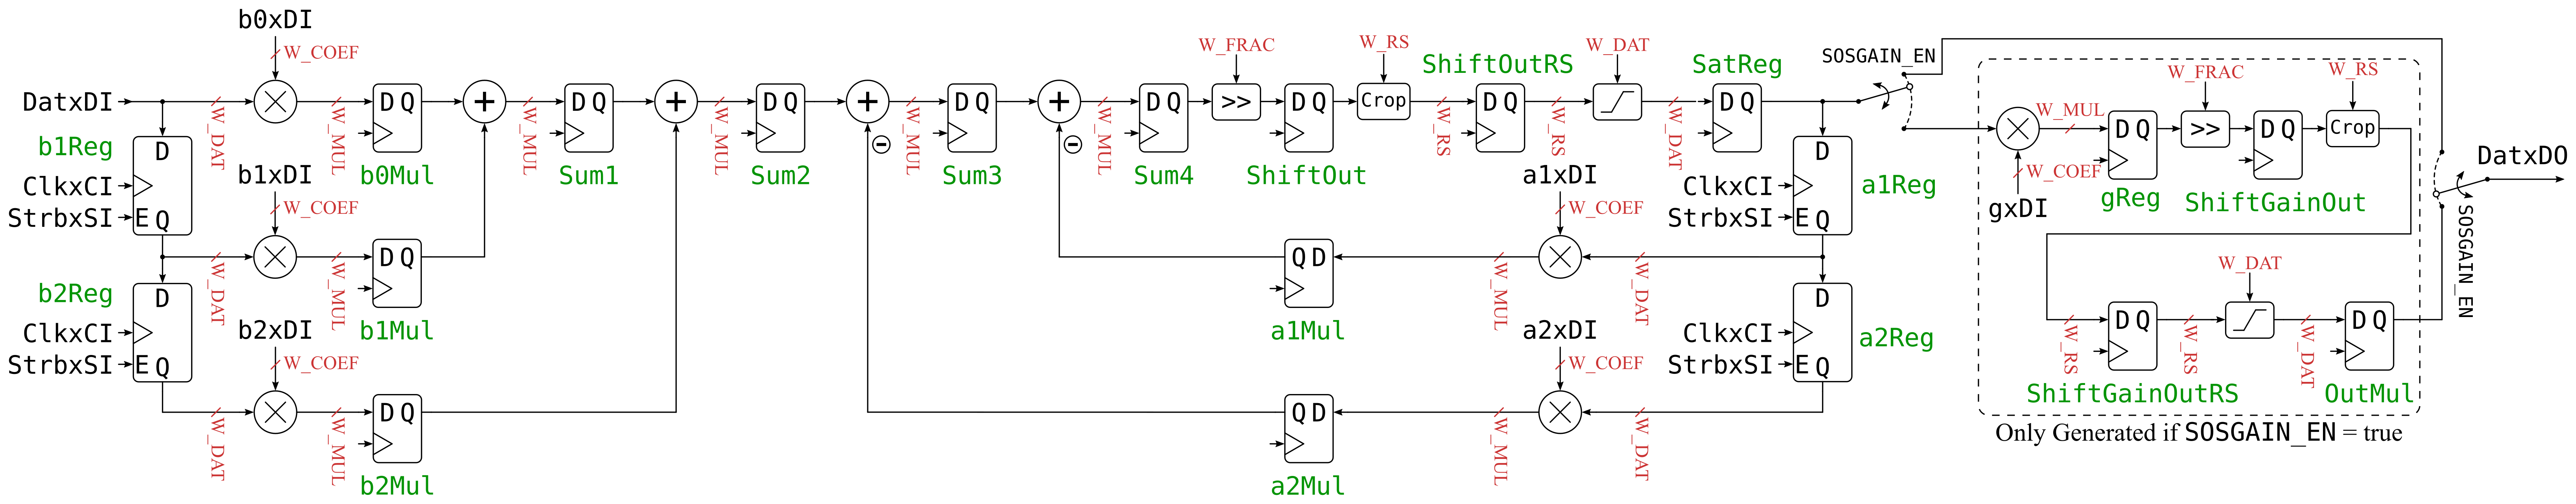 b0xDI
W_COEF
DatxDI
W_DAT
W_MUL
D Q
b0Mul
+
W_MUL
D Q
Sum1
+
W_MUL
D Q
Sum2
+
-
W_MUL
D Q
Sum3
+
-
W_MUL
D Q
Sum4
W_FRAC
>>
D Q
ShiftOut
W_RS
Crop
W_RS
ShiftOutRS
D Q
W_RS
W_DAT
W_DAT
SatReg
D Q
SOSGAIN_EN
b1Reg
D
ClkxCI
StrbxSI
E Q
b1xDI
W_COEF
W_DAT
W_MUL
D Q
b1Mul
b2Reg
D
ClkxCI
StrbxSI
E Q
b2xDI
W_COEF
W_DAT
W_MUL
D Q
b2Mul
D
ClkxCI
StrbxSI
E Q
a1Reg
a1xDI
W_COEF
W_DAT
W_MUL
Q D
a1Mul
D
ClkxCI
StrbxSI
E Q
a2Reg
a2xDI
W_COEF
W_DAT
W_MUL
Q D
a2Mul
W_MUL
W_COEF
gxDI
D Q
gReg
W_FRAC
>>
D Q
ShiftGainOut
W_RS
Crop
W_RS
D Q
ShiftGainOutRS
W_RS
W_DAT
W_DAT
D Q
OutMul
SOSGAIN_EN
DatxDO
Only Generated if SOSGAIN_EN = true